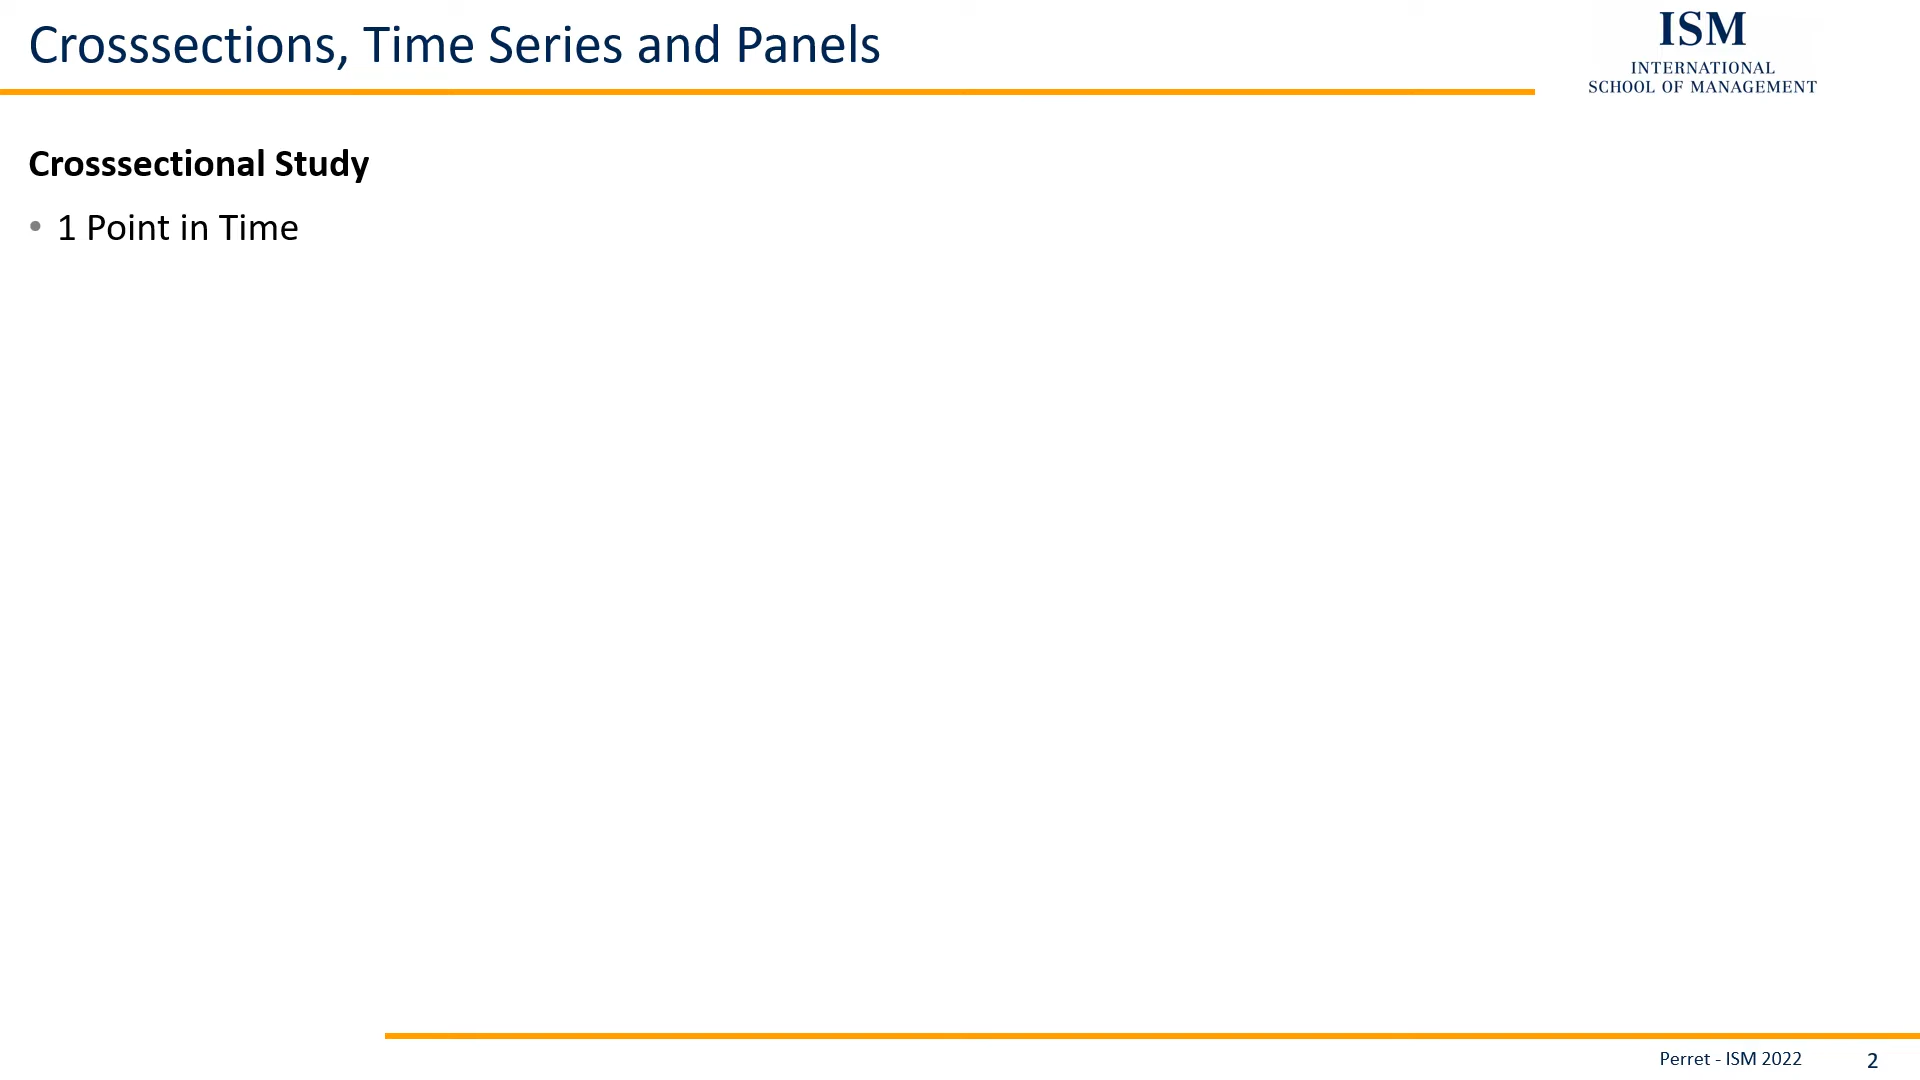 Crosssections, Time Series and Panels
ISM
INTERNATIONAL
SCHOOL OF MANAGEMENT
Crosssectional Study
• 1 Point in Time
Perret - ISM 2022
2